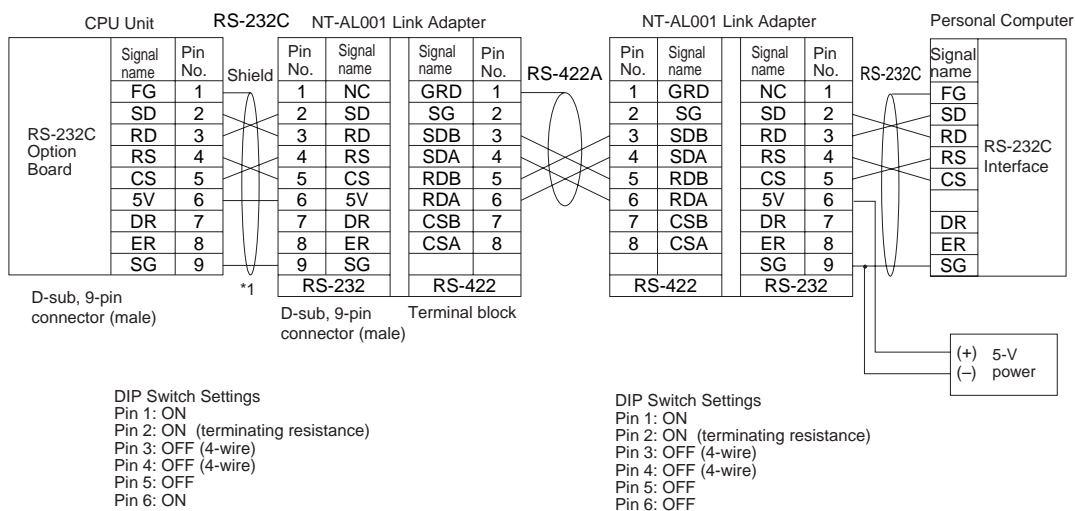 CPU Unit RS-232C NT-AL001 Link Adapter NT-AL001 Link Adapter Personal Computer
Signal name Pin No. Shield Pin No. Signal name Signal name Pin No. RS-422A Pin No. Signal name Signal name Pin No. RS-232C Signal name
FG 1 1 NC GRD 1 1 GRD NC 1 FG
SD 2 2 SD SG 2 2 SG SD 2 SD
RS-232C Option Board RD 3 3 RD SDB 3 3 SDB RD 3 RD RS-232C Interface
RS 4 4 RS SDA 4 4 SDA RS 4 RS
CS 5 5 CS RDB 5 5 RDB CS 5 CS
5V 6 6 5V RDA 6 6 RDA 5V 6
DR 7 7 DR CSB 7 7 CSB DR 7 DR
ER 8 8 ER CSA 8 8 CSA ER 8 ER
SG 9 9 SG SG 9 SG
*1 RS-232 RS-422 RS-422 RS-232
D-sub, 9-pin
connector (male)
D-sub, 9-pin Terminal block
connector (male)
(+) 5-V
(–) power
DIP Switch Settings
Pin 1: ON
Pin 2: ON (terminating resistance)
Pin 3: OFF (4-wire)
Pin 4: OFF (4-wire)
Pin 5: OFF
Pin 6: ON
DIP Switch Settings
Pin 1: ON
Pin 2: ON (terminating resistance)
Pin 3: OFF (4-wire)
Pin 4: OFF (4-wire)
Pin 5: OFF
Pin 6: OFF